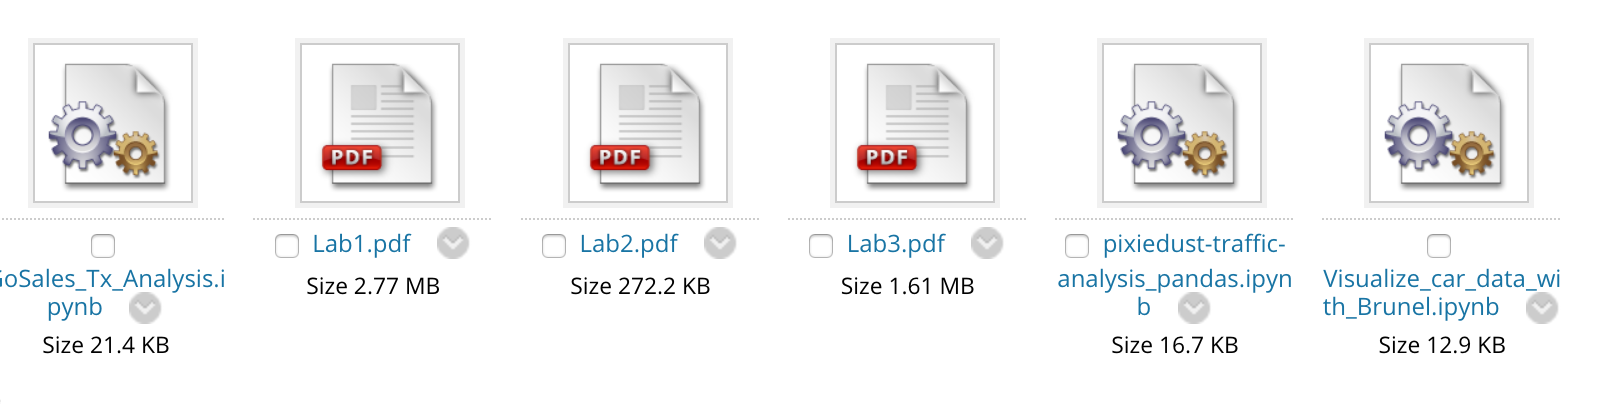 PDF
PDF
PDF
oSales_Tx_Analysis.i
pynb
Size 21.4 KB
Lab1.pdf
Size 2.77 MB
Lab2.pdf
Size 272.2 KB
Lab3.pdf
Size 1.61 MB
pixiedust-traffic-
analysis_pandas.ipyn
b
Size 16.7 KB
Visualize_car_data_wi
th_Brunel.ipynb
Size 12.9 KB